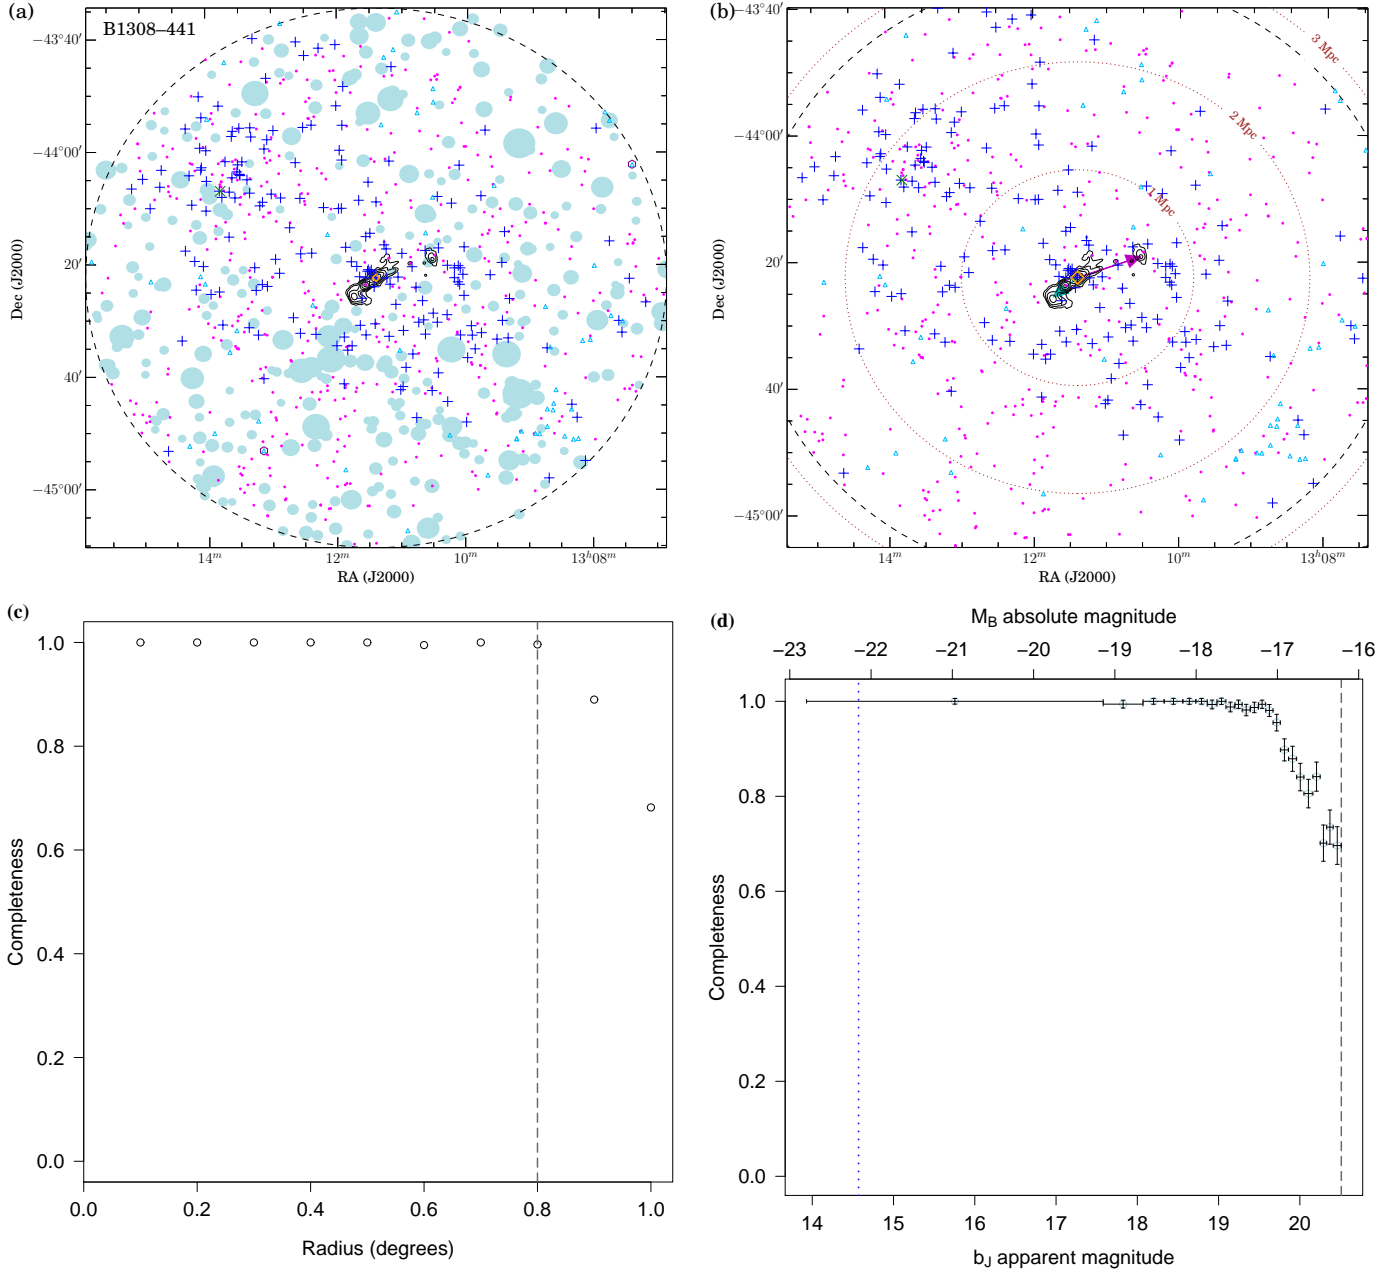 (a)
B1308–441
−43°40′
−44°00′
20′
40′
−45°00′
Dec (J2000)
14ᵐ
12ᵐ
10ᵐ
13ʰ08ᵐ
RA (J2000)
(b)
−43°40′
−44°00′
20′
40′
−45°00′
Dec (J2000)
3 Mpc
2 Mpc
1 Mpc
14ᵐ
12ᵐ
10ᵐ
13ʰ08ᵐ
RA (J2000)
(c)
1.0
0.8
0.6
0.4
0.2
0.0
Completeness
0.0 0.2 0.4 0.6 0.8 1.0
Radius (degrees)
(d)
M_B absolute magnitude
−23 −22 −21 −20 −19 −18 −17 −16
1.0
0.8
0.6
0.4
0.2
0.0
Completeness
14 15 16 17 18 19 20
b_J apparent magnitude